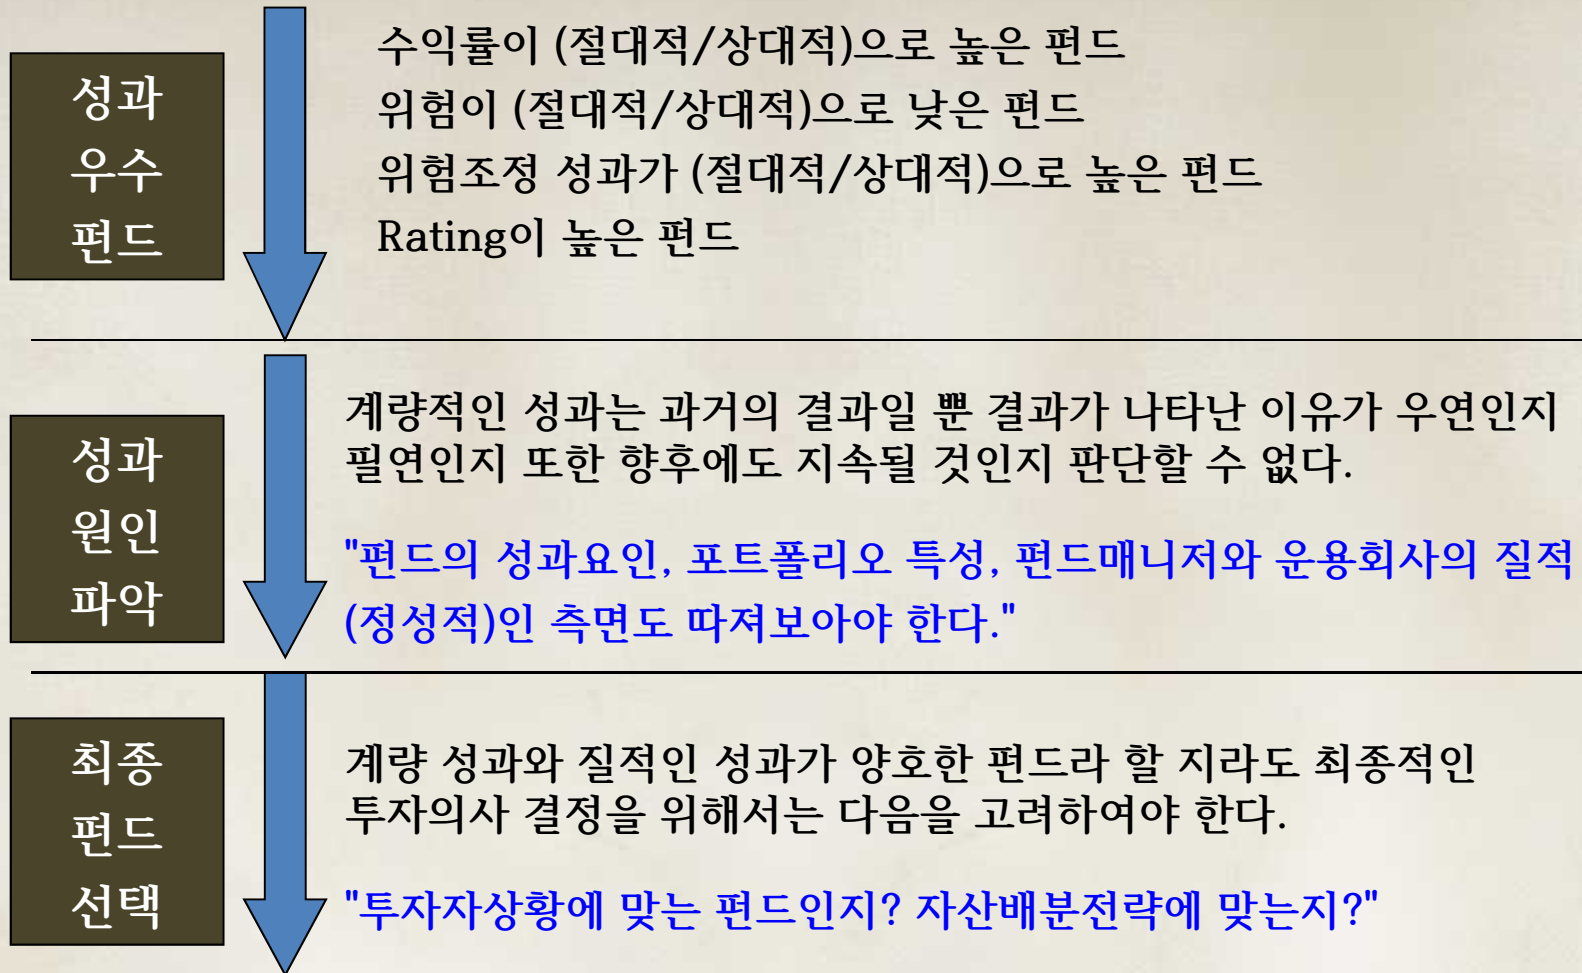 성과
우수
펀드
수익률이 (절대적/상대적)으로 높은 펀드
위험이 (절대적/상대적)으로 낮은 펀드
위험조정 성과가 (절대적/상대적)으로 높은 펀드
Rating이 높은 펀드
성과
원인
파악
계량적인 성과는 과거의 결과일 뿐 결과가 나타난 이유가 우연인지
필연인지 또한 향후에도 지속될 것인지 판단할 수 없다.
"펀드의 성과요인, 포트폴리오 특성, 펀드매니저와 운용회사의 질적
(정성적)인 측면도 따져보아야 한다."
최종
펀드
선택
계량 성과와 질적인 성과가 양호한 펀드라 할 지라도 최종적인
투자의사 결정을 위해서는 다음을 고려하여야 한다.
"투자자상황에 맞는 펀드인지? 자산배분전략에 맞는지?"